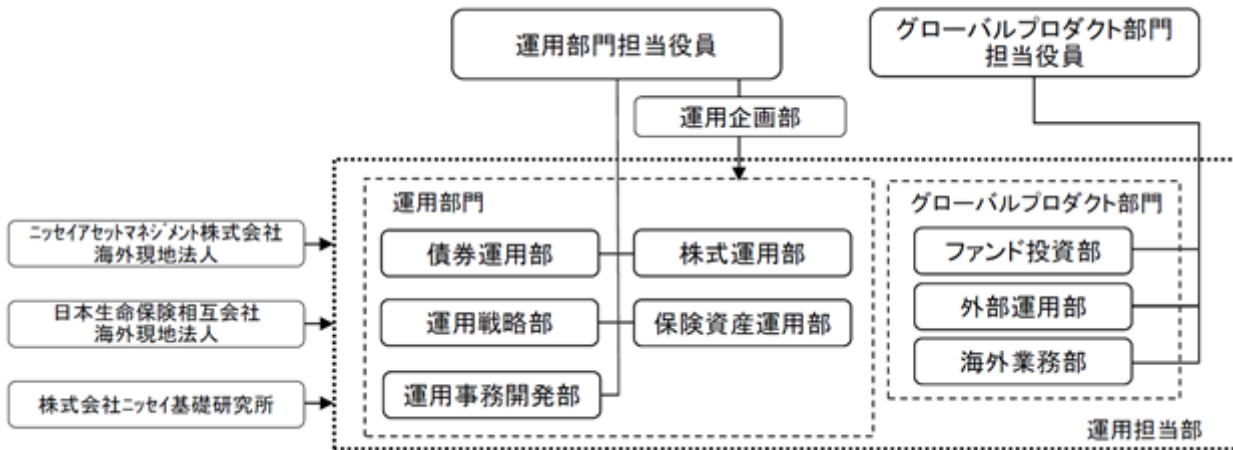 運用部門担当役員
グローバルプロダクト部門
担当役員
運用企画部
運用部門
グローバルプロダクト部門
ニッセイアセットマネジメント株式会社
海外現地法人
債券運用部
株式運用部
ファンド投資部
日本生命保険相互会社
海外現地法人
運用戦略部
保険資産運用部
外部運用部
海外業務部
株式会社ニッセイ基礎研究所
運用事務開発部
運用担当部